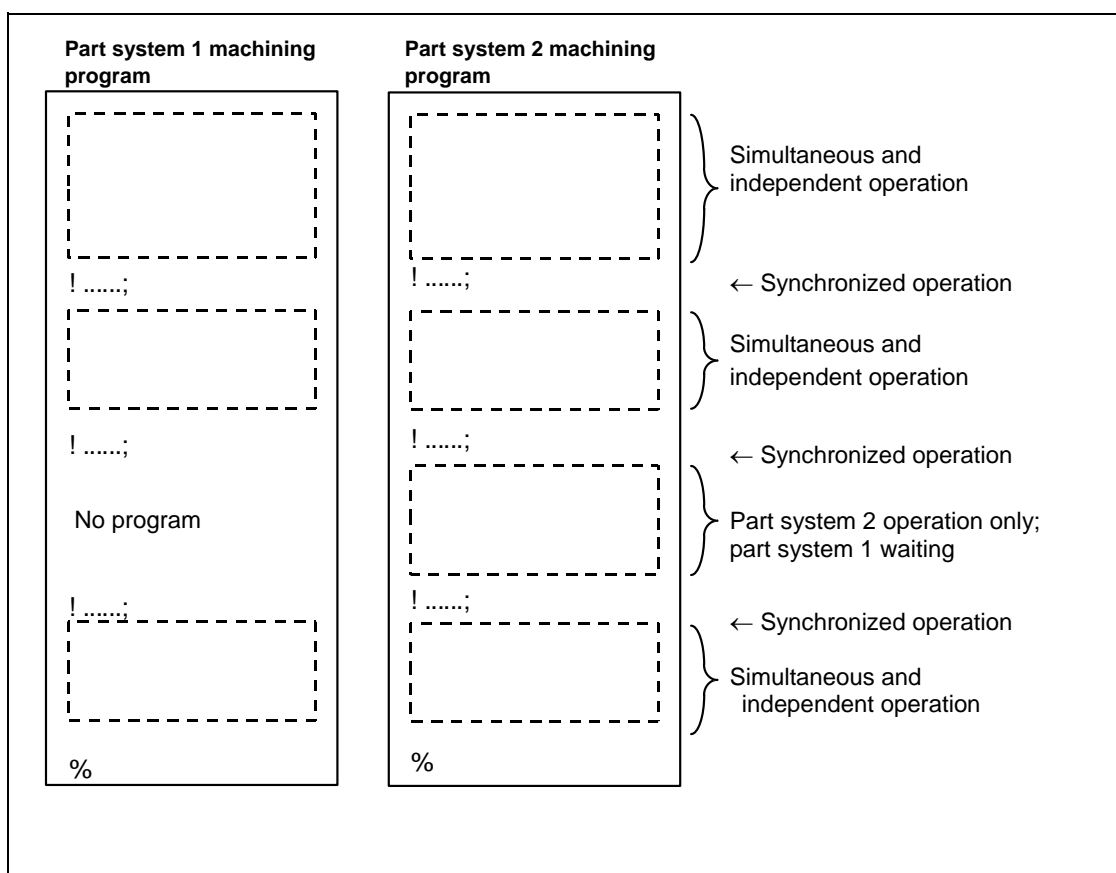 Part system 1 machining
program
Part system 2 machining
program
Simultaneous and
independent operation
! ......;
! ......;
← Synchronized operation
Simultaneous and
independent operation
! ......;
! ......;
← Synchronized operation
No program
Part system 2 operation only;
part system 1 waiting
! ......;
! ......;
← Synchronized operation
Simultaneous and
independent operation
%
%